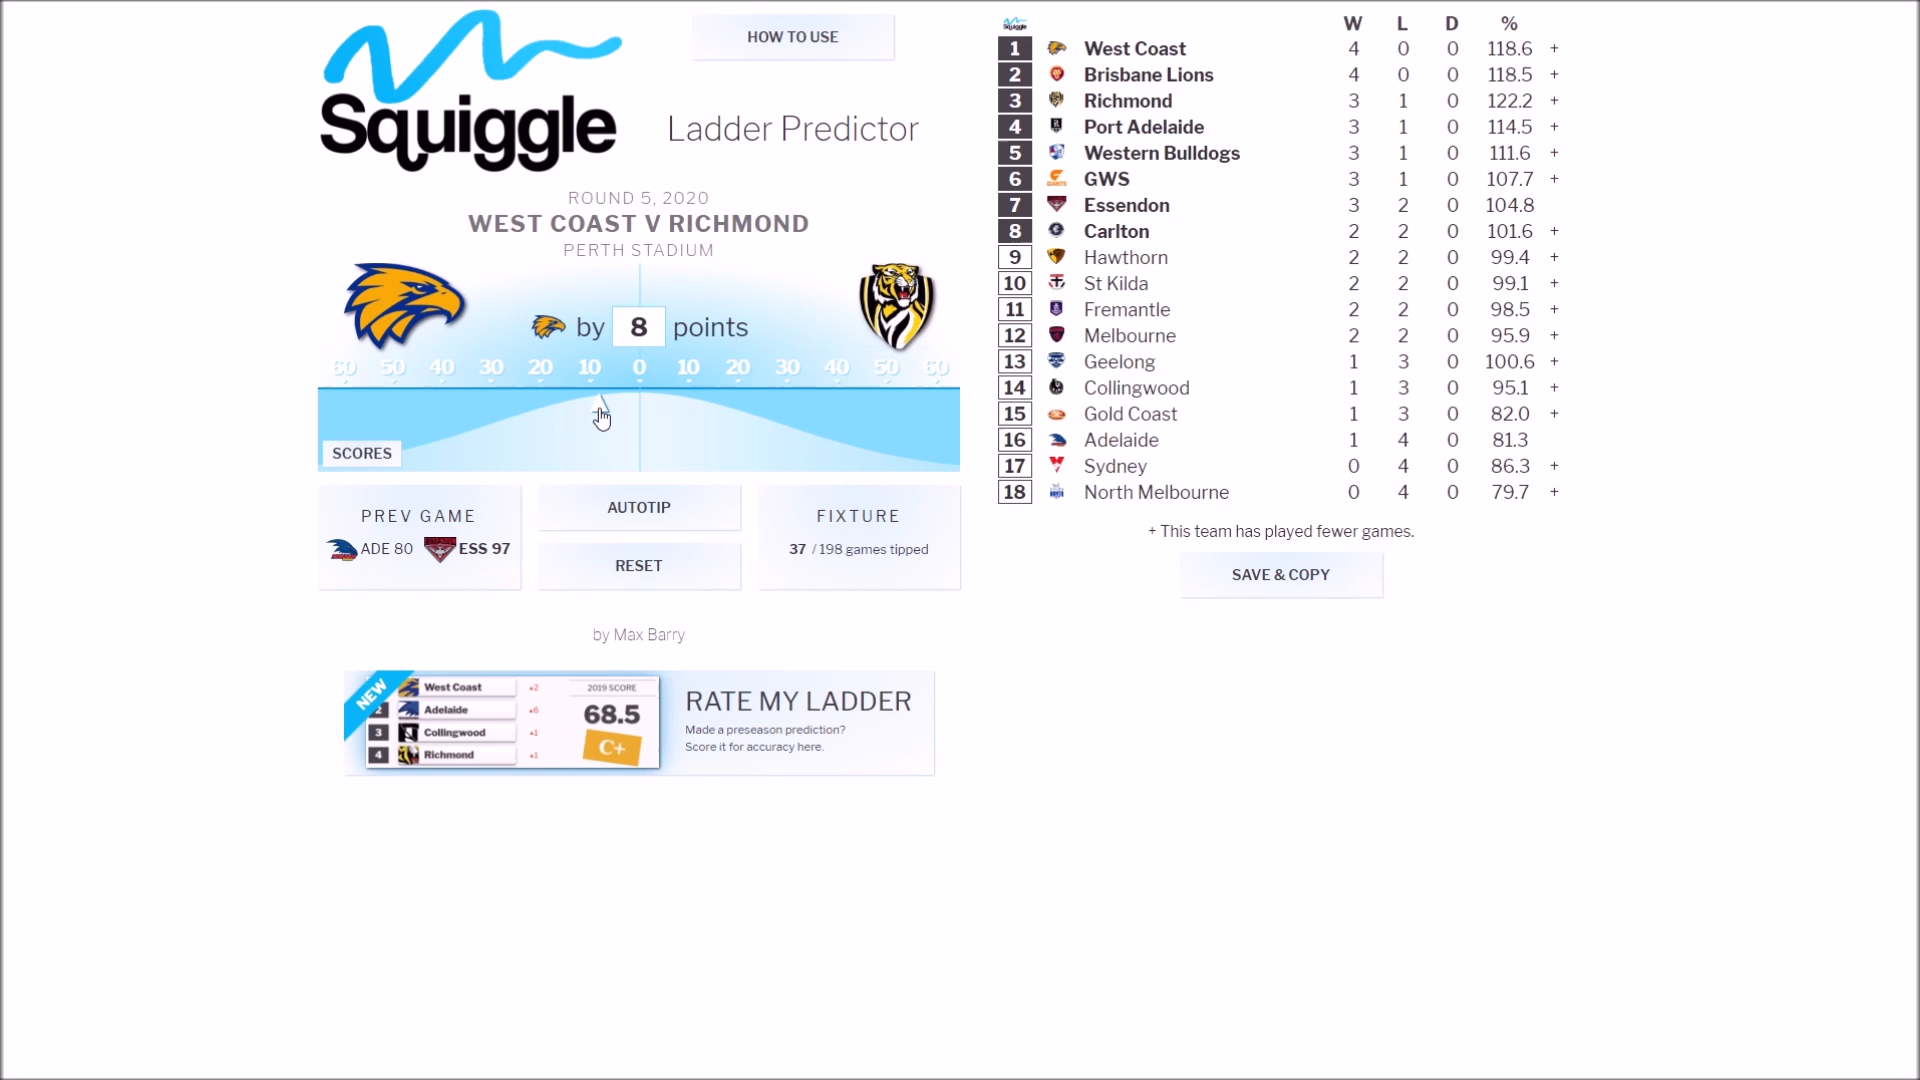 Squiggle
HOW TO USE
Ladder Predictor
ROUND 5, 2020
WEST COAST V RICHMOND
PERTH STADIUM
by 8 points
60 50 40 30 20 10 0 10 20 30 40 50 60
SCORES
PREV GAME
ADE 80 ESS 97
AUTOTIP
RESET
FIXTURE
37 / 198 games tipped
by Max Barry
NEW
West Coast 2
2 Adelaide 6
3 Collingwood 1
4 Richmond 1
2019 SCORE
68.5
C+
RATE MY LADDER
Made a preseason prediction?
Score it for accuracy here.
Squiggle W L D %
1 West Coast 4 0 0 118.6 +
2 Brisbane Lions 4 0 0 118.5 +
3 Richmond 3 1 0 122.2 +
4 Port Adelaide 3 1 0 114.5 +
5 Western Bulldogs 3 1 0 111.6 +
6 GWS 3 1 0 107.7 +
7 Essendon 3 2 0 104.8
8 Carlton 2 2 0 101.6 +
9 Hawthorn 2 2 0 99.4 +
10 St Kilda 2 2 0 99.1 +
11 Fremantle 2 2 0 98.5 +
12 Melbourne 2 2 0 95.9 +
13 Geelong 1 3 0 100.6 +
14 Collingwood 1 3 0 95.1 +
15 Gold Coast 1 3 0 82.0 +
16 Adelaide 1 4 0 81.3
17 Sydney 0 4 0 86.3 +
18 North Melbourne 0 4 0 79.7 +
+ This team has played fewer games.
SAVE & COPY